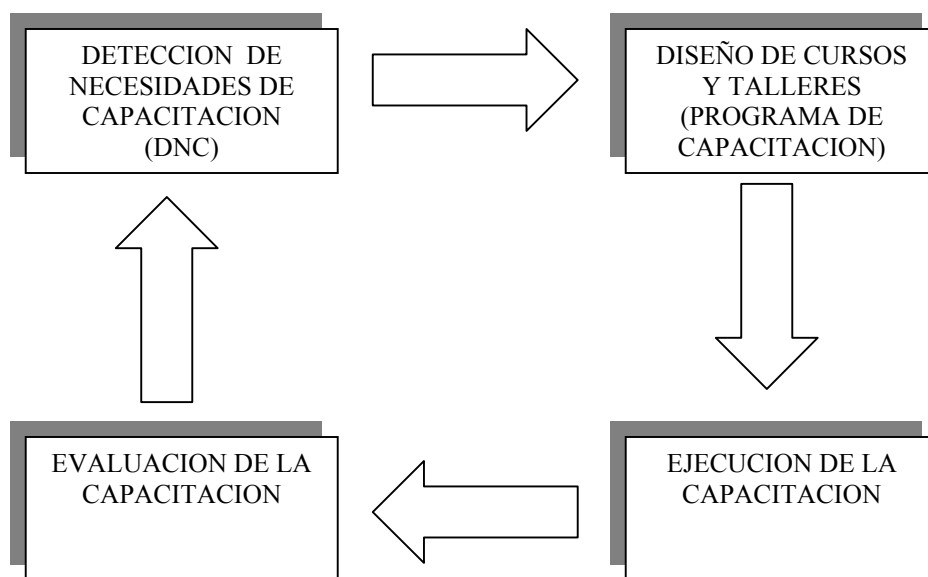 DETECCION DE
NECESIDADES DE
CAPACITACION
(DNC)
DISEÑO DE CURSOS
Y TALLERES
(PROGRAMA DE
CAPACITACION)
EVALUACION DE LA
CAPACITACION
EJECUCION DE LA
CAPACITACION